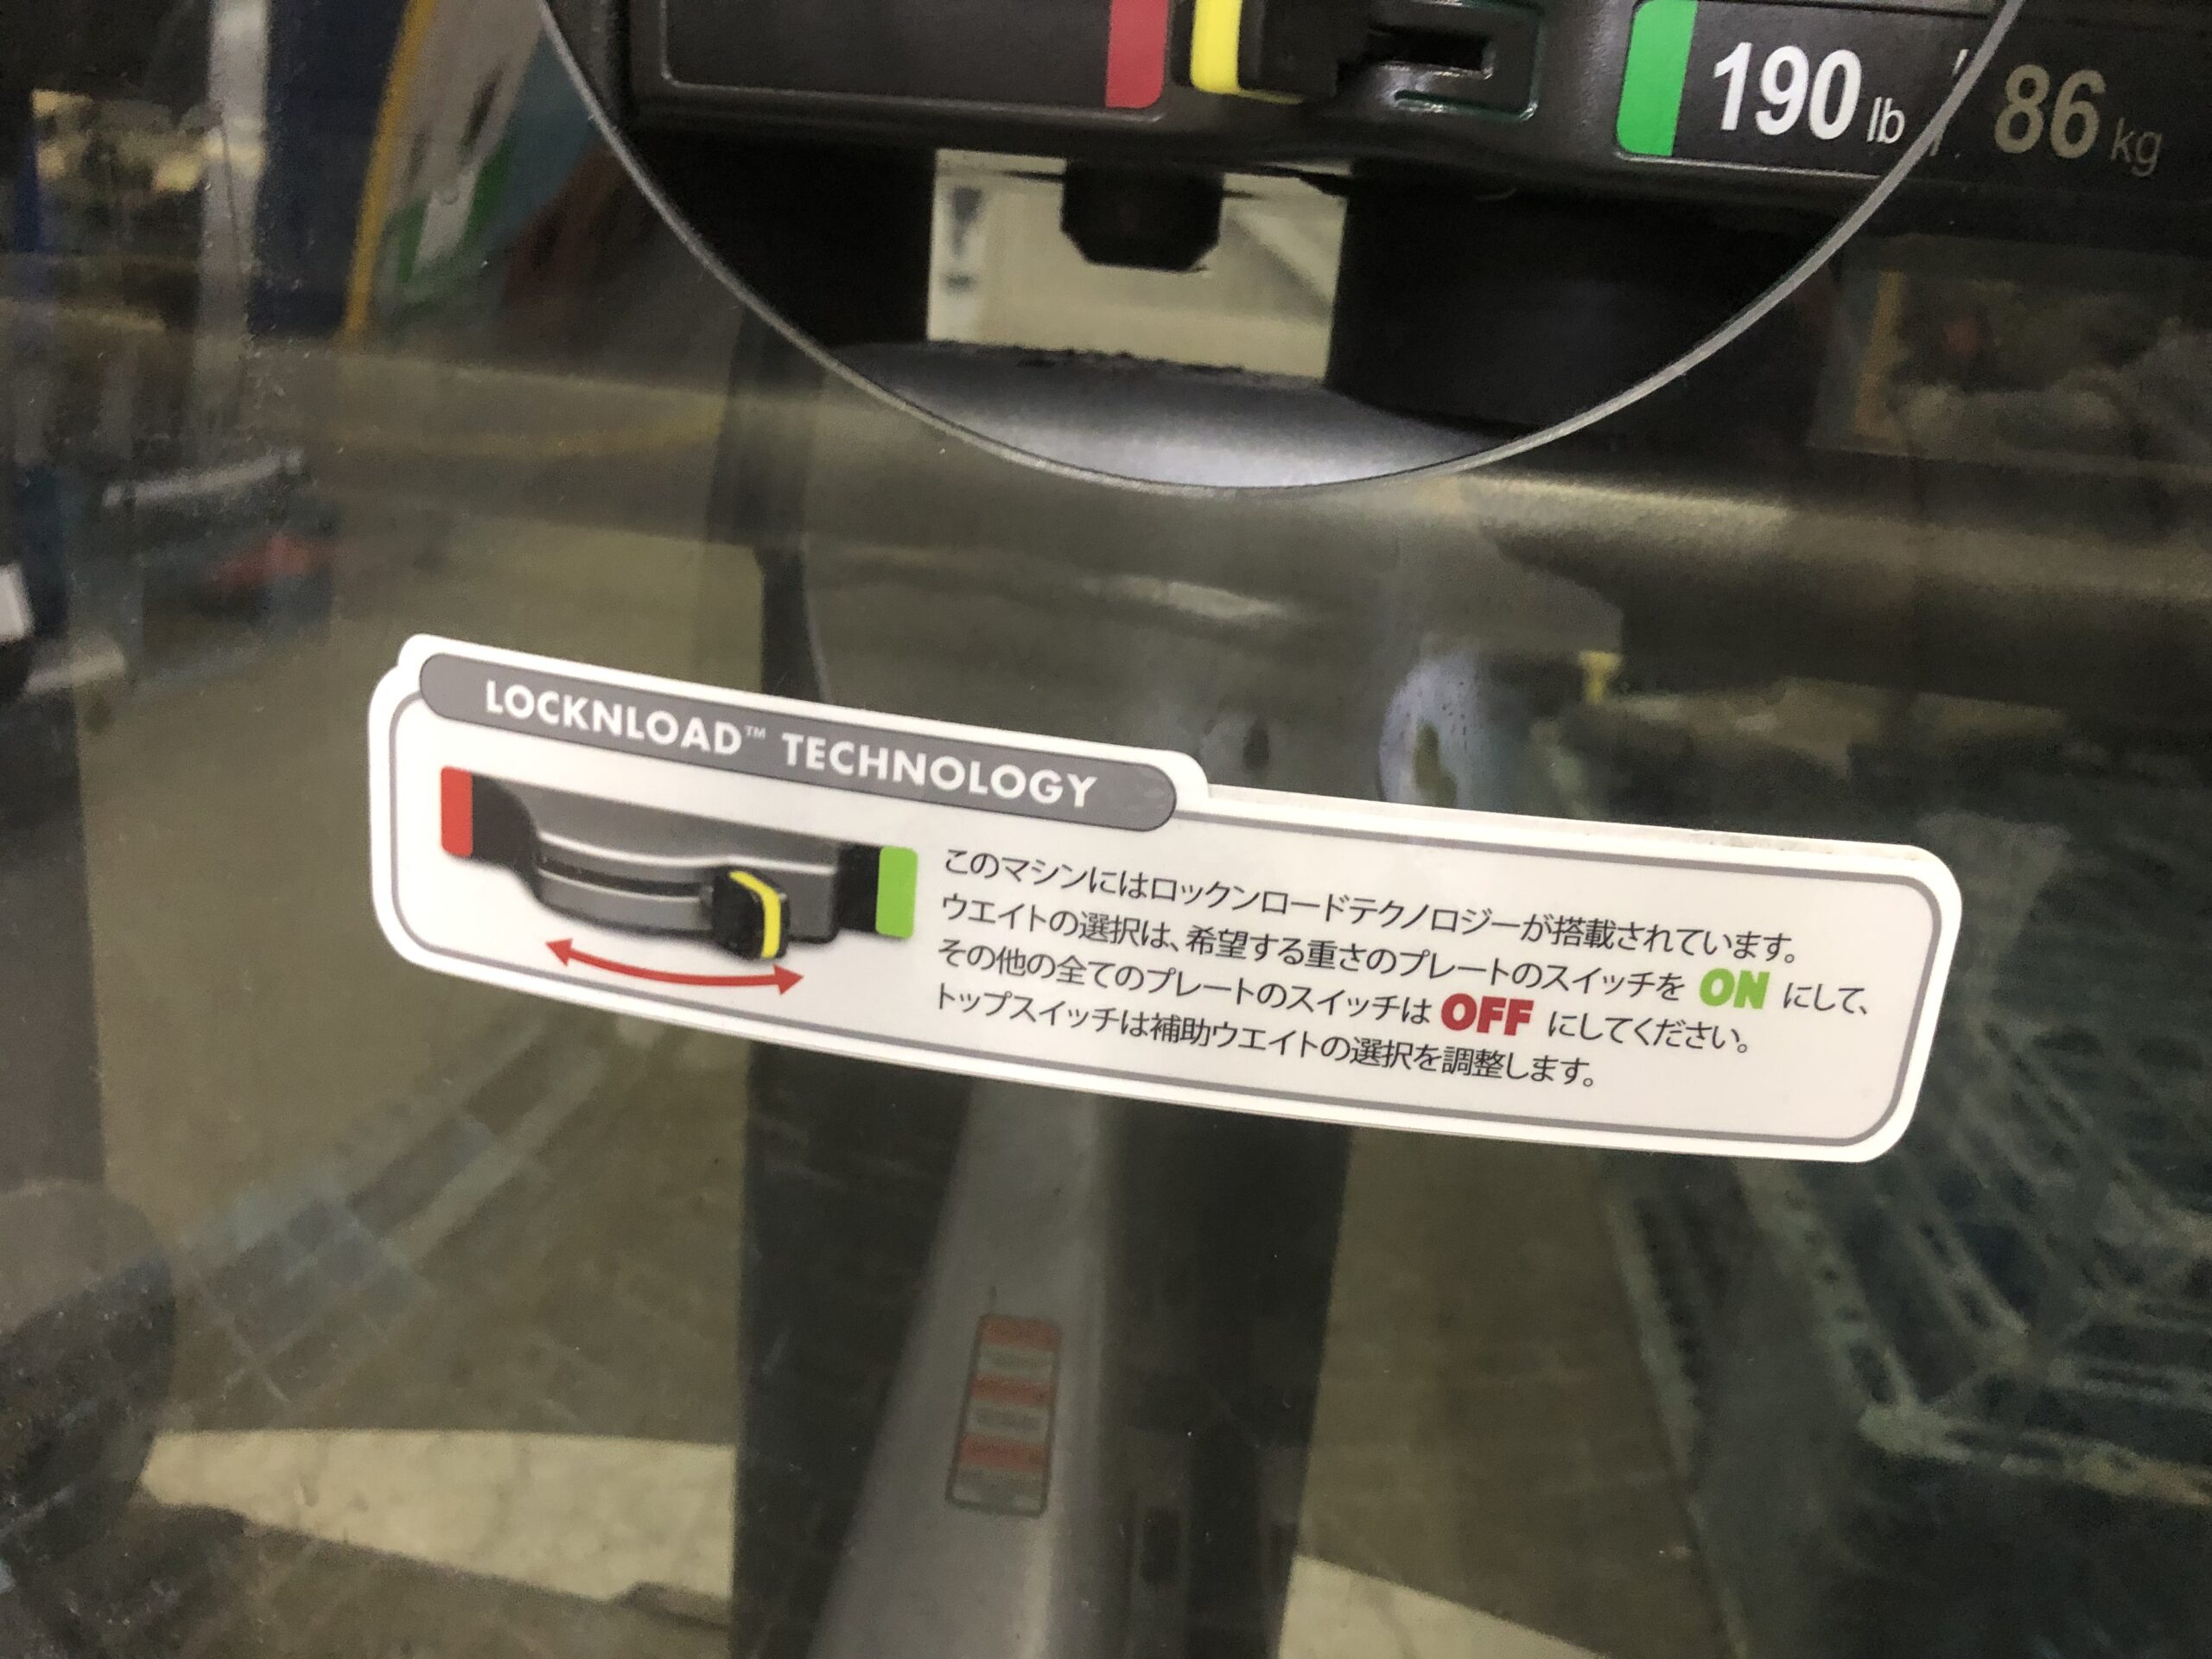 190 lb / 86 kg
LOCKNLOAD™ TECHNOLOGY
このマシンにはロックンロードテクノロジーが搭載されています。
ウエイトの選択は、希望する重さのプレートのスイッチを ON にして、
その他の全てのプレートのスイッチは OFF にしてください。
トップスイッチは補助ウエイトの選択を調整します。